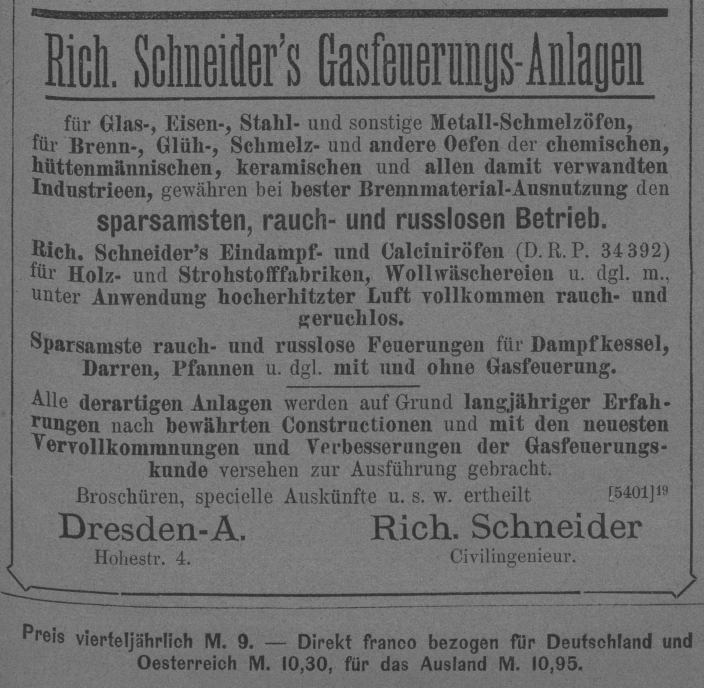 Rich. Schneider's Gasfeuerungs-Anlagen
für Glas-, Eisen-, Stahl- und sonstige Metall-Schmelzöfen,
für Brenn-, Glüh-, Schmelz- und andere Oefen der chemischen,
hüttenmännischen, keramischen und allen damit verwandten
Industrieen, gewähren bei bester Brennmaterial-Ausnutzung den
sparsamsten, rauch- und russlosen Betrieb.
Rich. Schneider's Eindampf- und Calciniröfen (D. R. P. 34392)
für Holz- und Strohstofffabriken, Wollwäschereien u. dgl. m.,
unter Anwendung hocherhitzter Luft vollkommen rauch- und
geruchlos.
Sparsamste rauch- und russlose Feuerungen für Dampfkessel,
Darren, Pfannen u. dgl. mit und ohne Gasfeuerung.
Alle derartigen Anlagen werden auf Grund langjähriger Erfah-
rungen nach bewährten Constructionen und mit den neuesten
Vervollkommnungen und Verbesserungen der Gasfeuerungs-
kunde versehen zur Ausführung gebracht.
Broschüren, specielle Auskünfte u. s. w. ertheilt [5401]19
Dresden-A. Rich. Schneider
Hohestr. 4. Civilingenieur.
Preis vierteljährlich M. 9. — Direkt franco bezogen für Deutschland und
Oesterreich M. 10,30, für das Ausland M. 10,95.